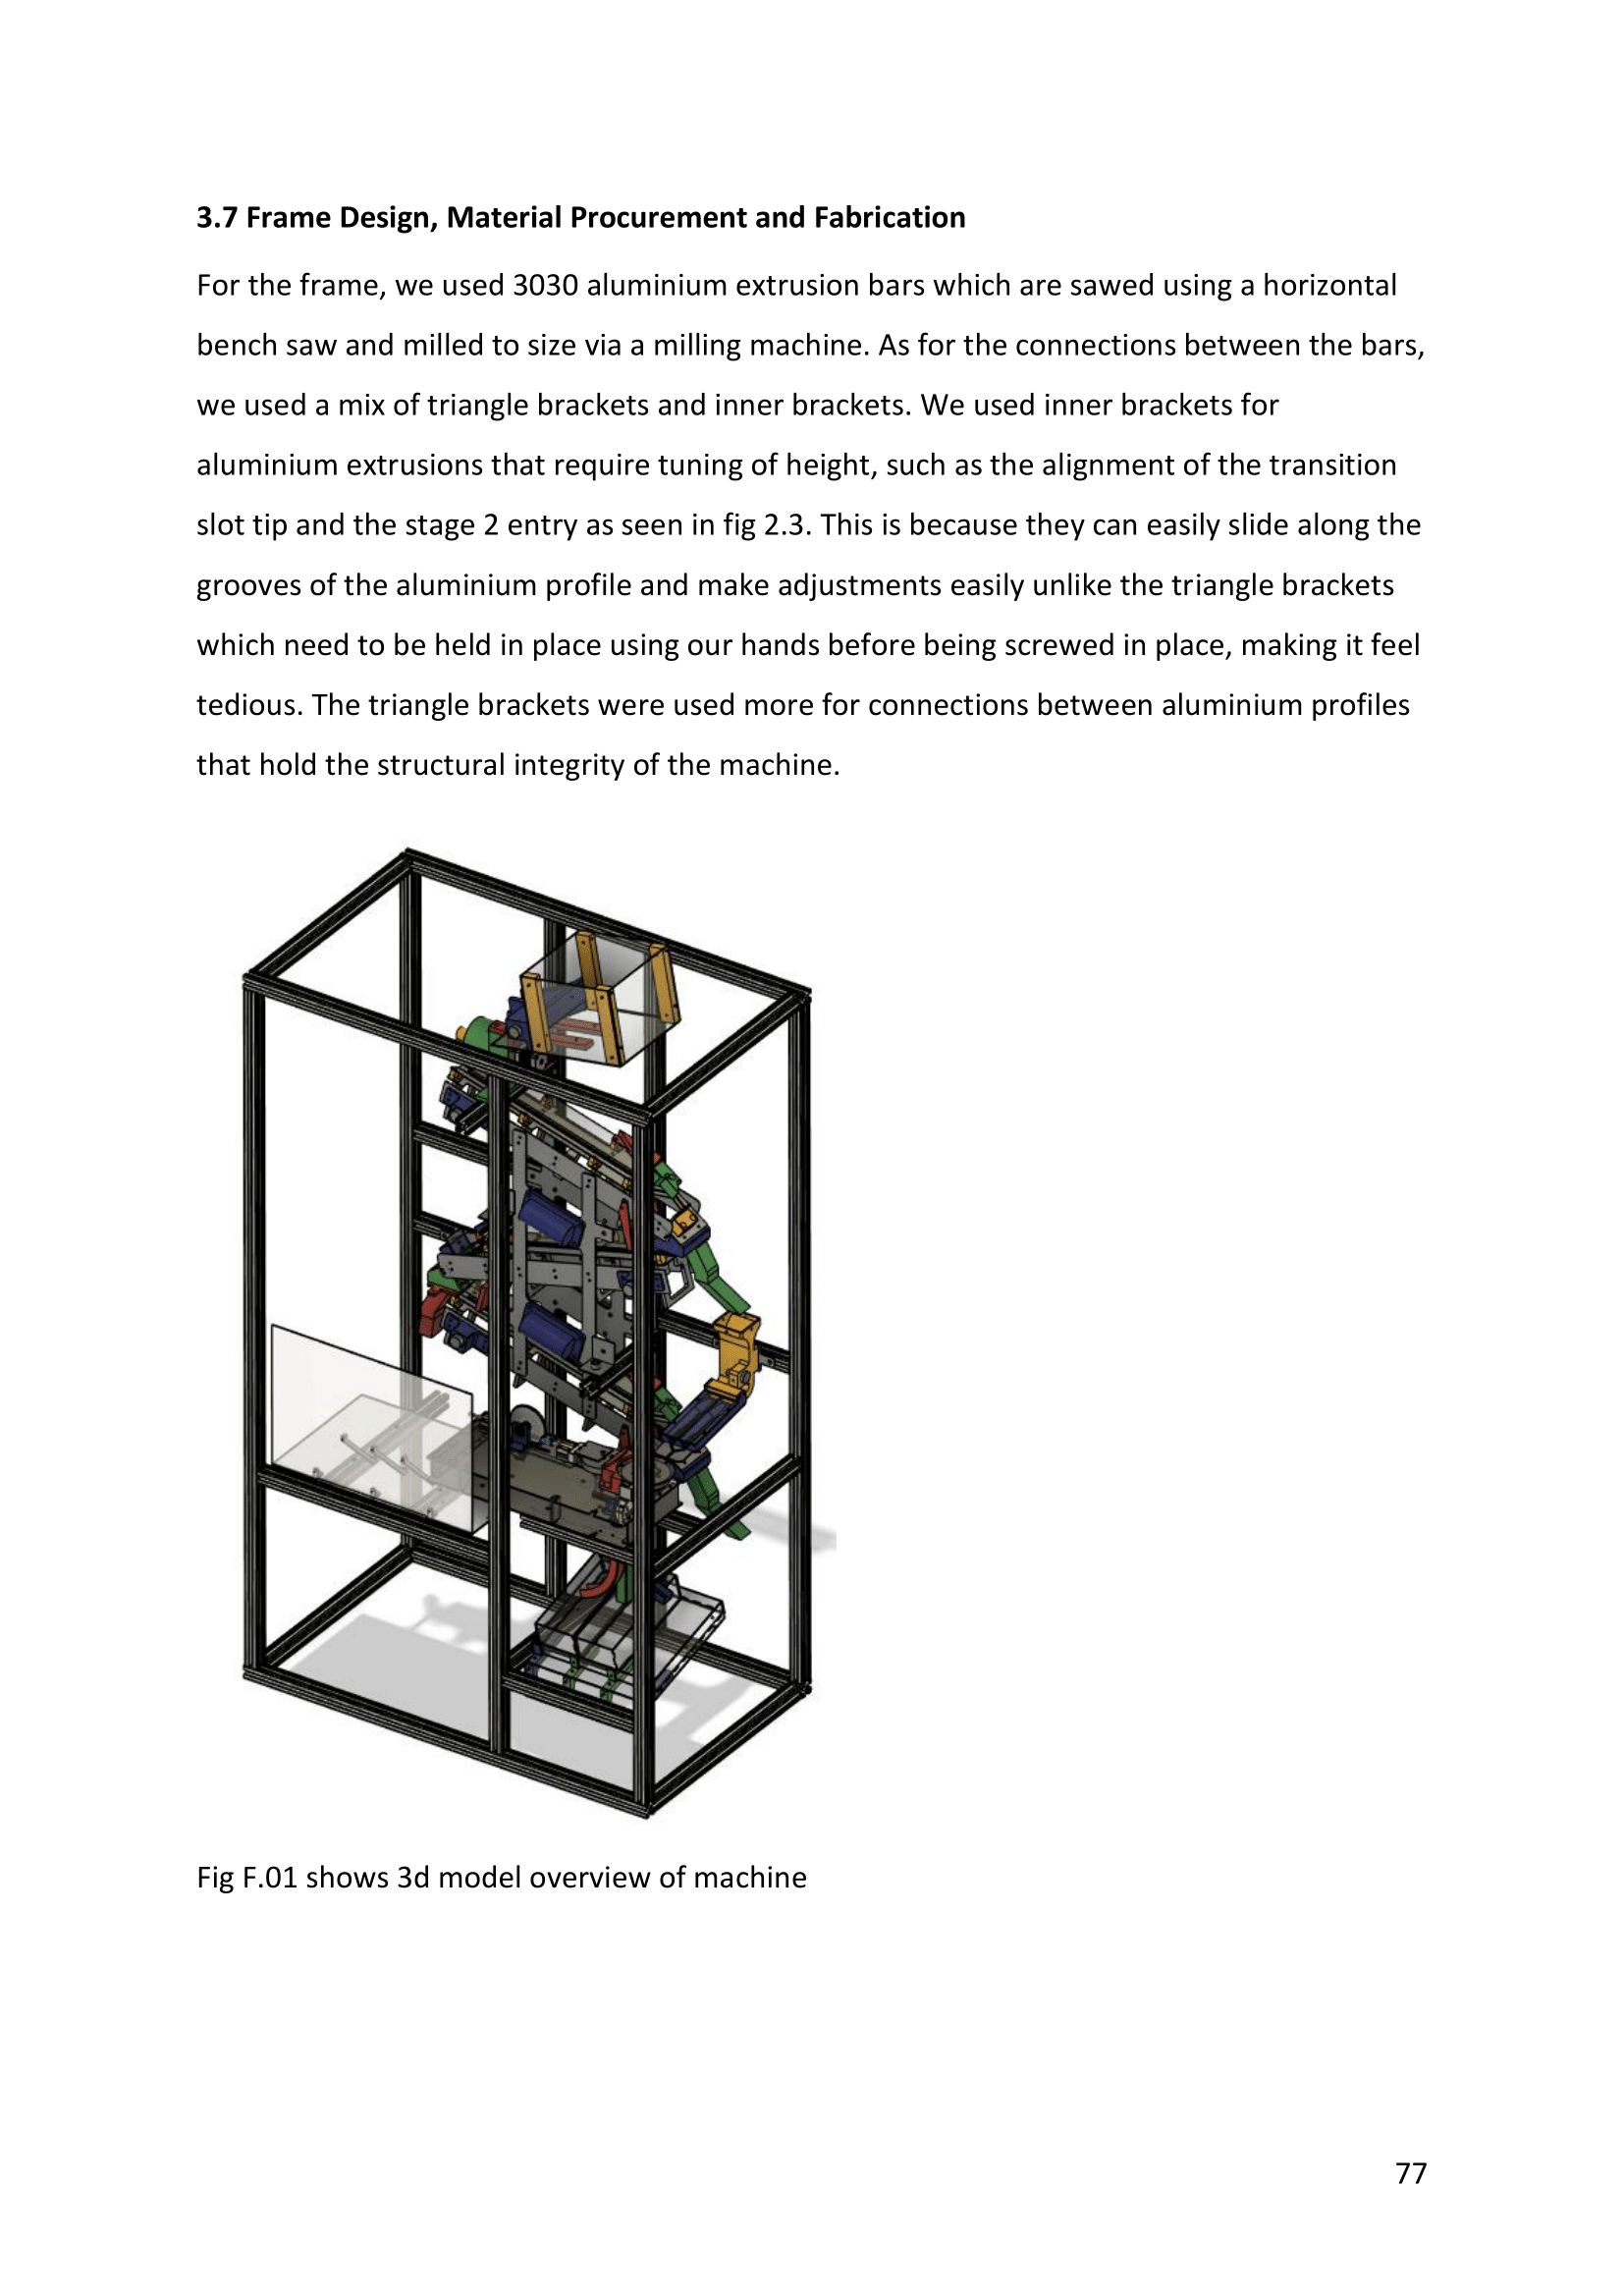 3.7 Frame Design, Material Procurement and Fabrication
For the frame, we used 3030 aluminium extrusion bars which are sawed using a horizontal
bench saw and milled to size via a milling machine. As for the connections between the bars,
we used a mix of triangle brackets and inner brackets. We used inner brackets for
aluminium extrusions that require tuning of height, such as the alignment of the transition
slot tip and the stage 2 entry as seen in fig 2.3. This is because they can easily slide along the
grooves of the aluminium profile and make adjustments easily unlike the triangle brackets
which need to be held in place using our hands before being screwed in place, making it feel
tedious. The triangle brackets were used more for connections between aluminium profiles
that hold the structural integrity of the machine.
Fig F.01 shows 3d model overview of machine
77